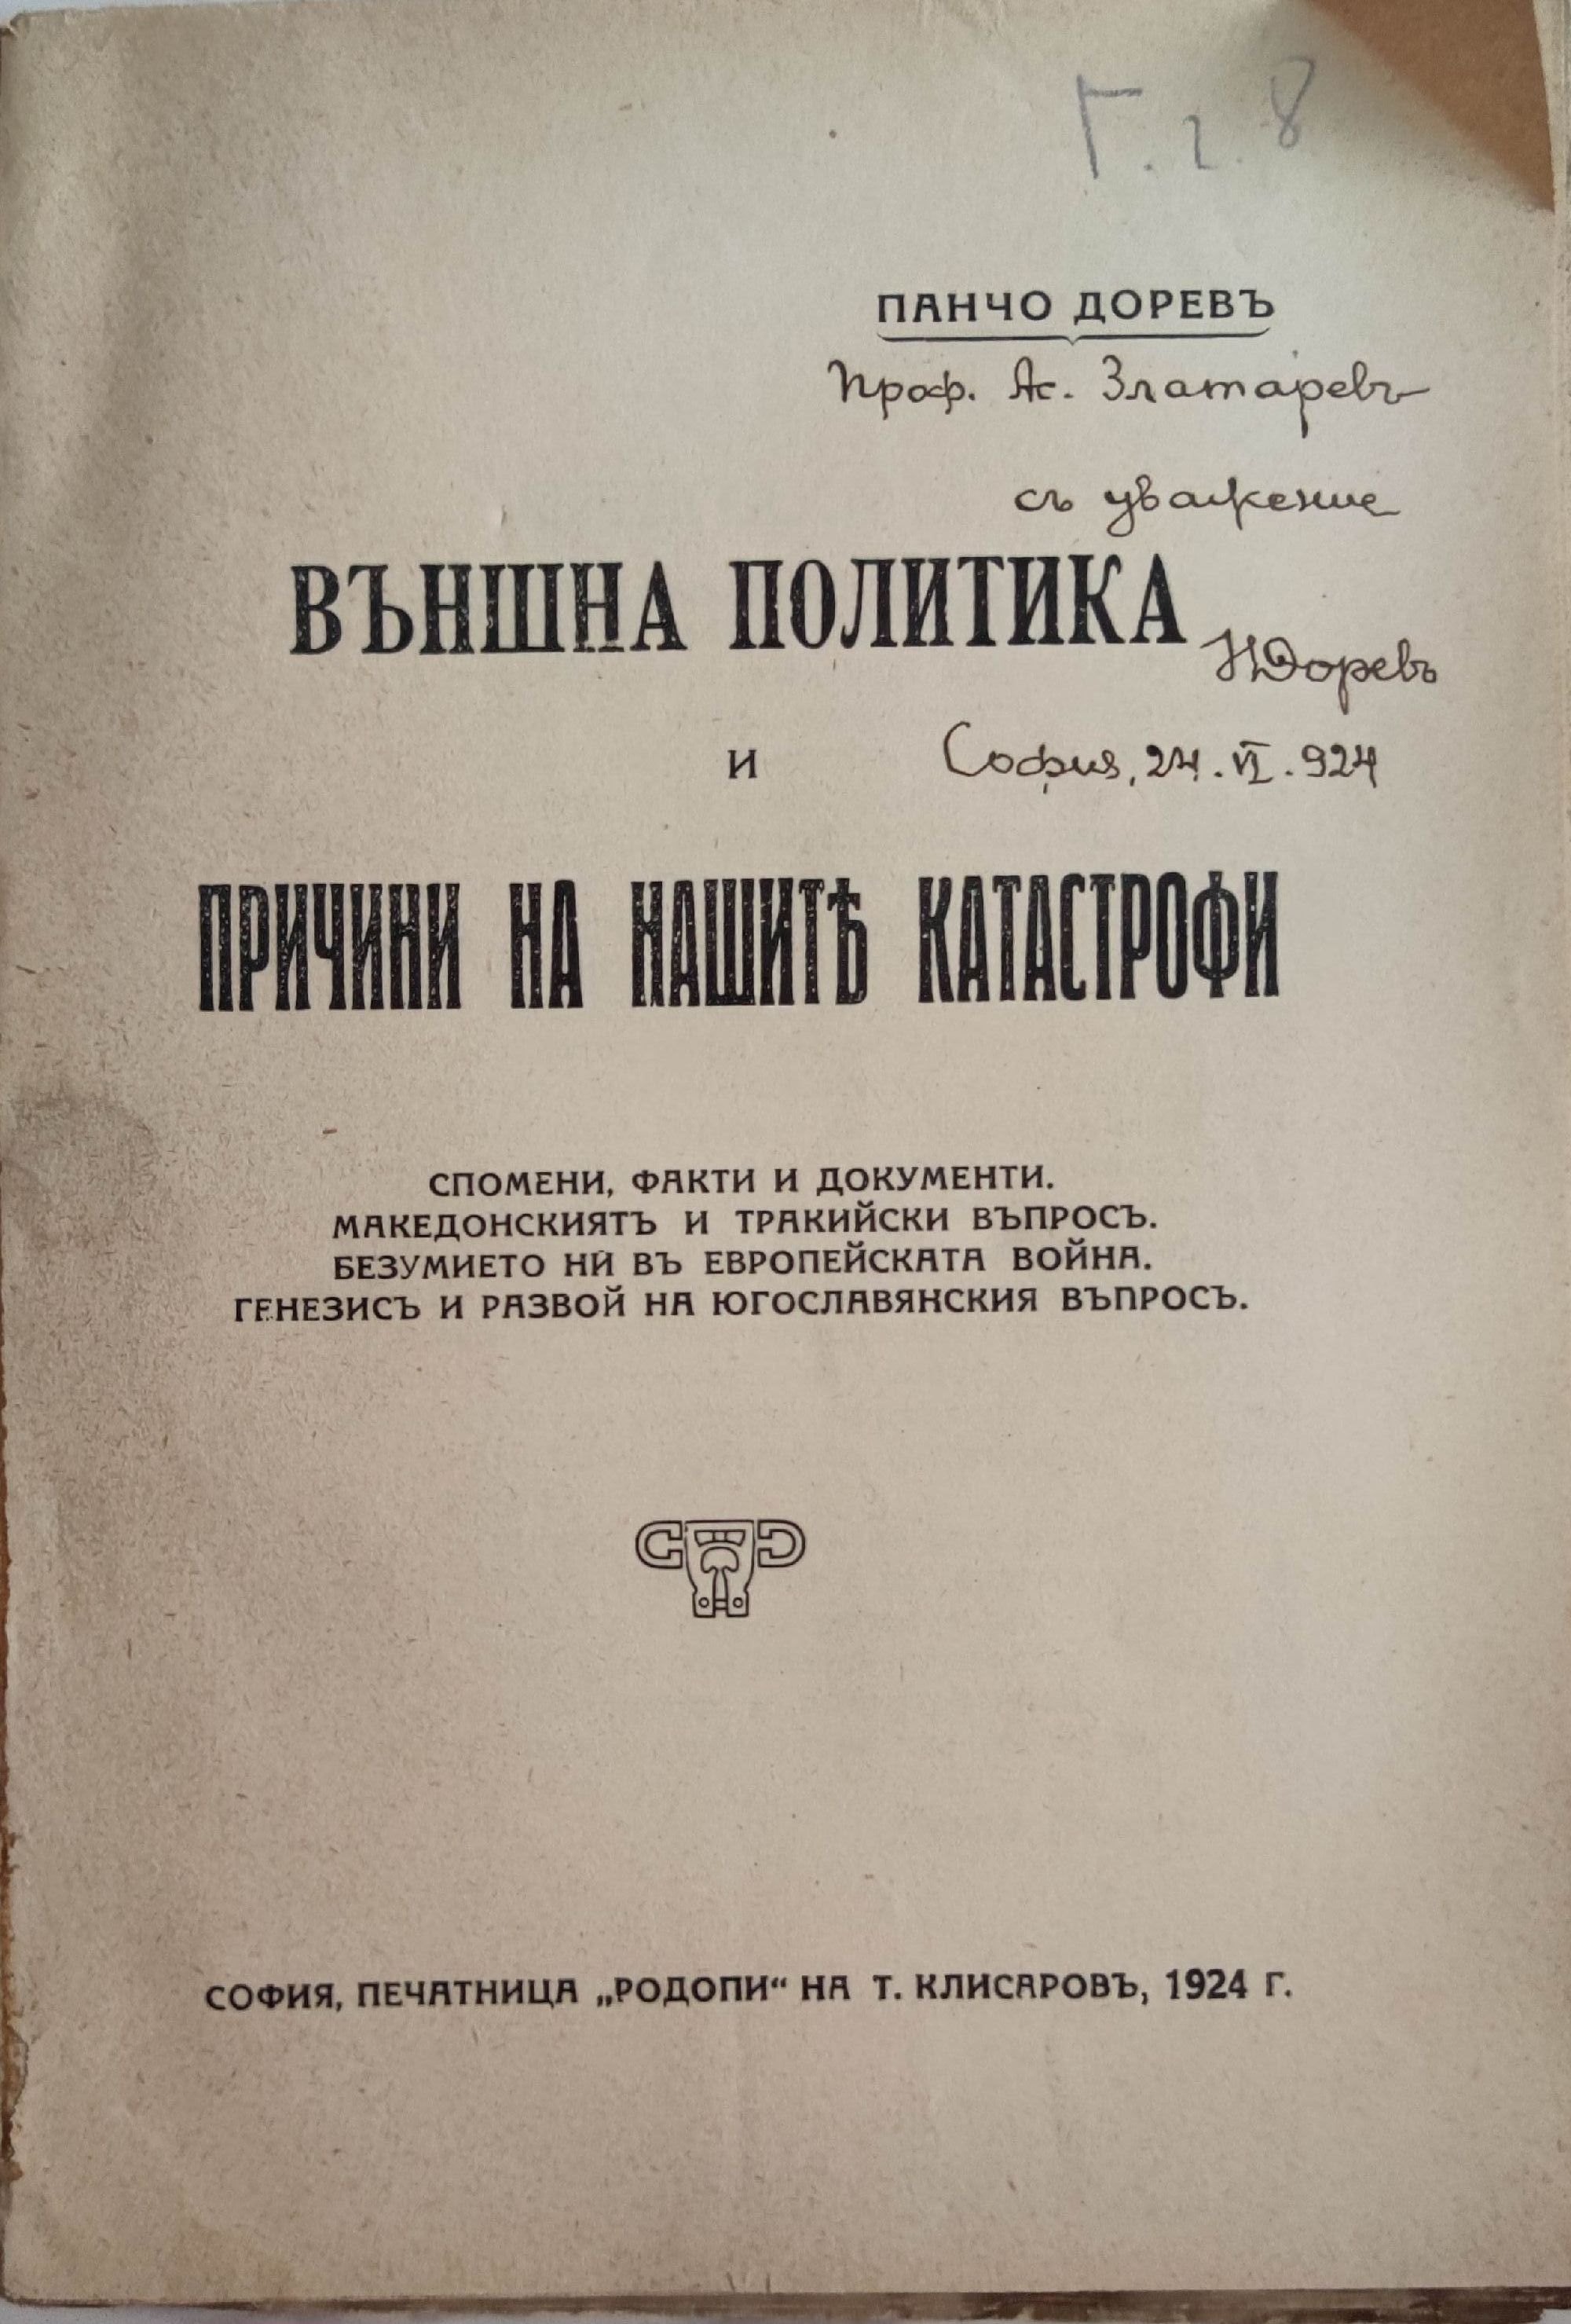 Г. 2. 8
ПАНЧО ДОРЕВЪ
Проф. Ас. Златаревъ
съ уважение
ВЪНШНА ПОЛИТИКА
ПДоревъ
И
София, 24. VI. 924
ПРИЧИНИ НА НАШИТѢ КАТАСТРОФИ
СПОМЕНИ, ФАКТИ И ДОКУМЕНТИ.
МАКЕДОНСКИЯТЪ И ТРАКИЙСКИ ВЪПРОСЪ.
БЕЗУМИЕТО НИ ВЪ ЕВРОПЕЙСКАТА ВОЙНА.
ГЕНЕЗИСЪ И РАЗВОЙ НА ЮГОСЛАВЯНСКИЯ ВЪПРОСЪ.
СОФИЯ, ПЕЧАТНИЦА „РОДОПИ“ НА Т. КЛИСАРОВЪ, 1924 Г.